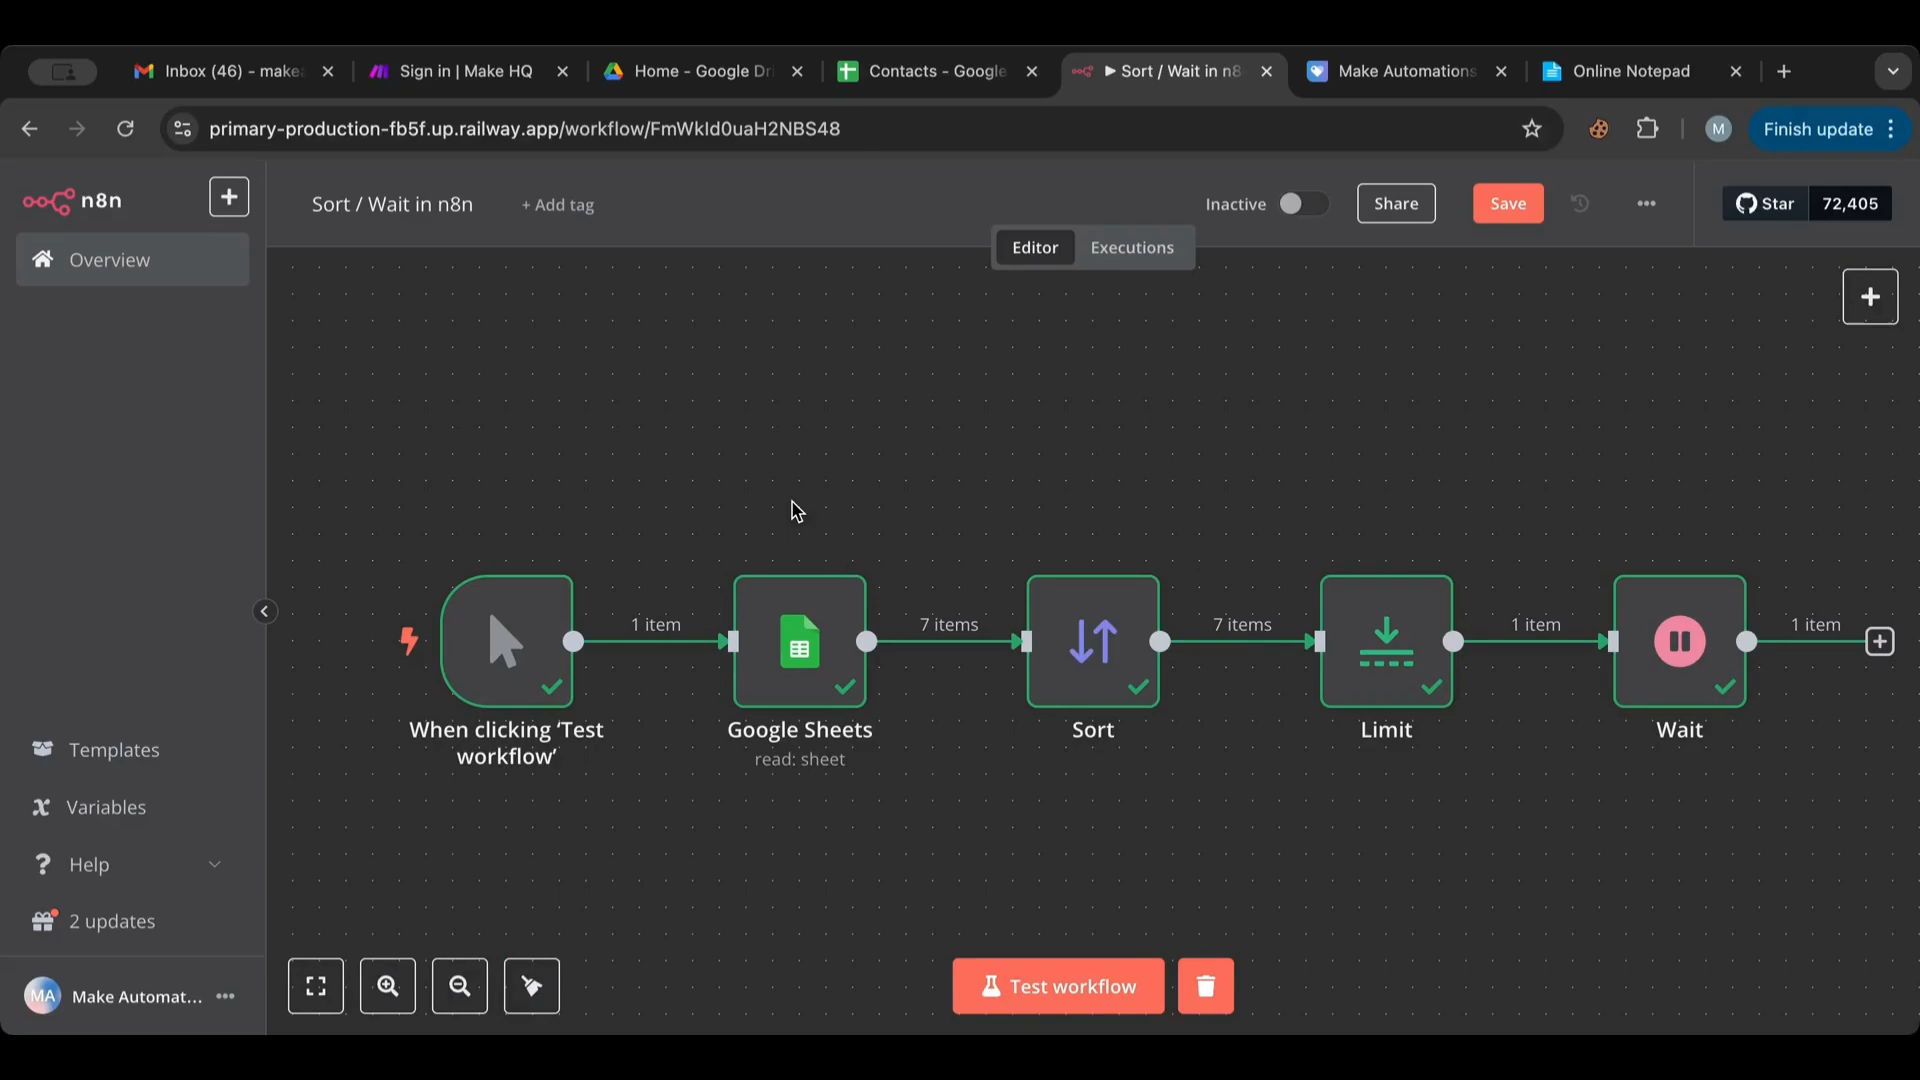 Inbox (46) - make
Sign in | Make HQ
Home - Google Dri
Contacts - Google
▶ Sort / Wait in n8
Make Automations
Online Notepad
primary-production-fb5f.up.railway.app/workflow/FmWkId0uaH2NBS48
M
Finish update
n8n
Sort / Wait in n8n
+ Add tag
Inactive
Share
Save
Star
72,405
Editor
Executions
Overview
1 item
7 items
7 items
1 item
1 item
When clicking ‘Test
workflow’
Google Sheets
read: sheet
Sort
Limit
Wait
Templates
Variables
Help
2 updates
MA
Make Automat...
Test workflow